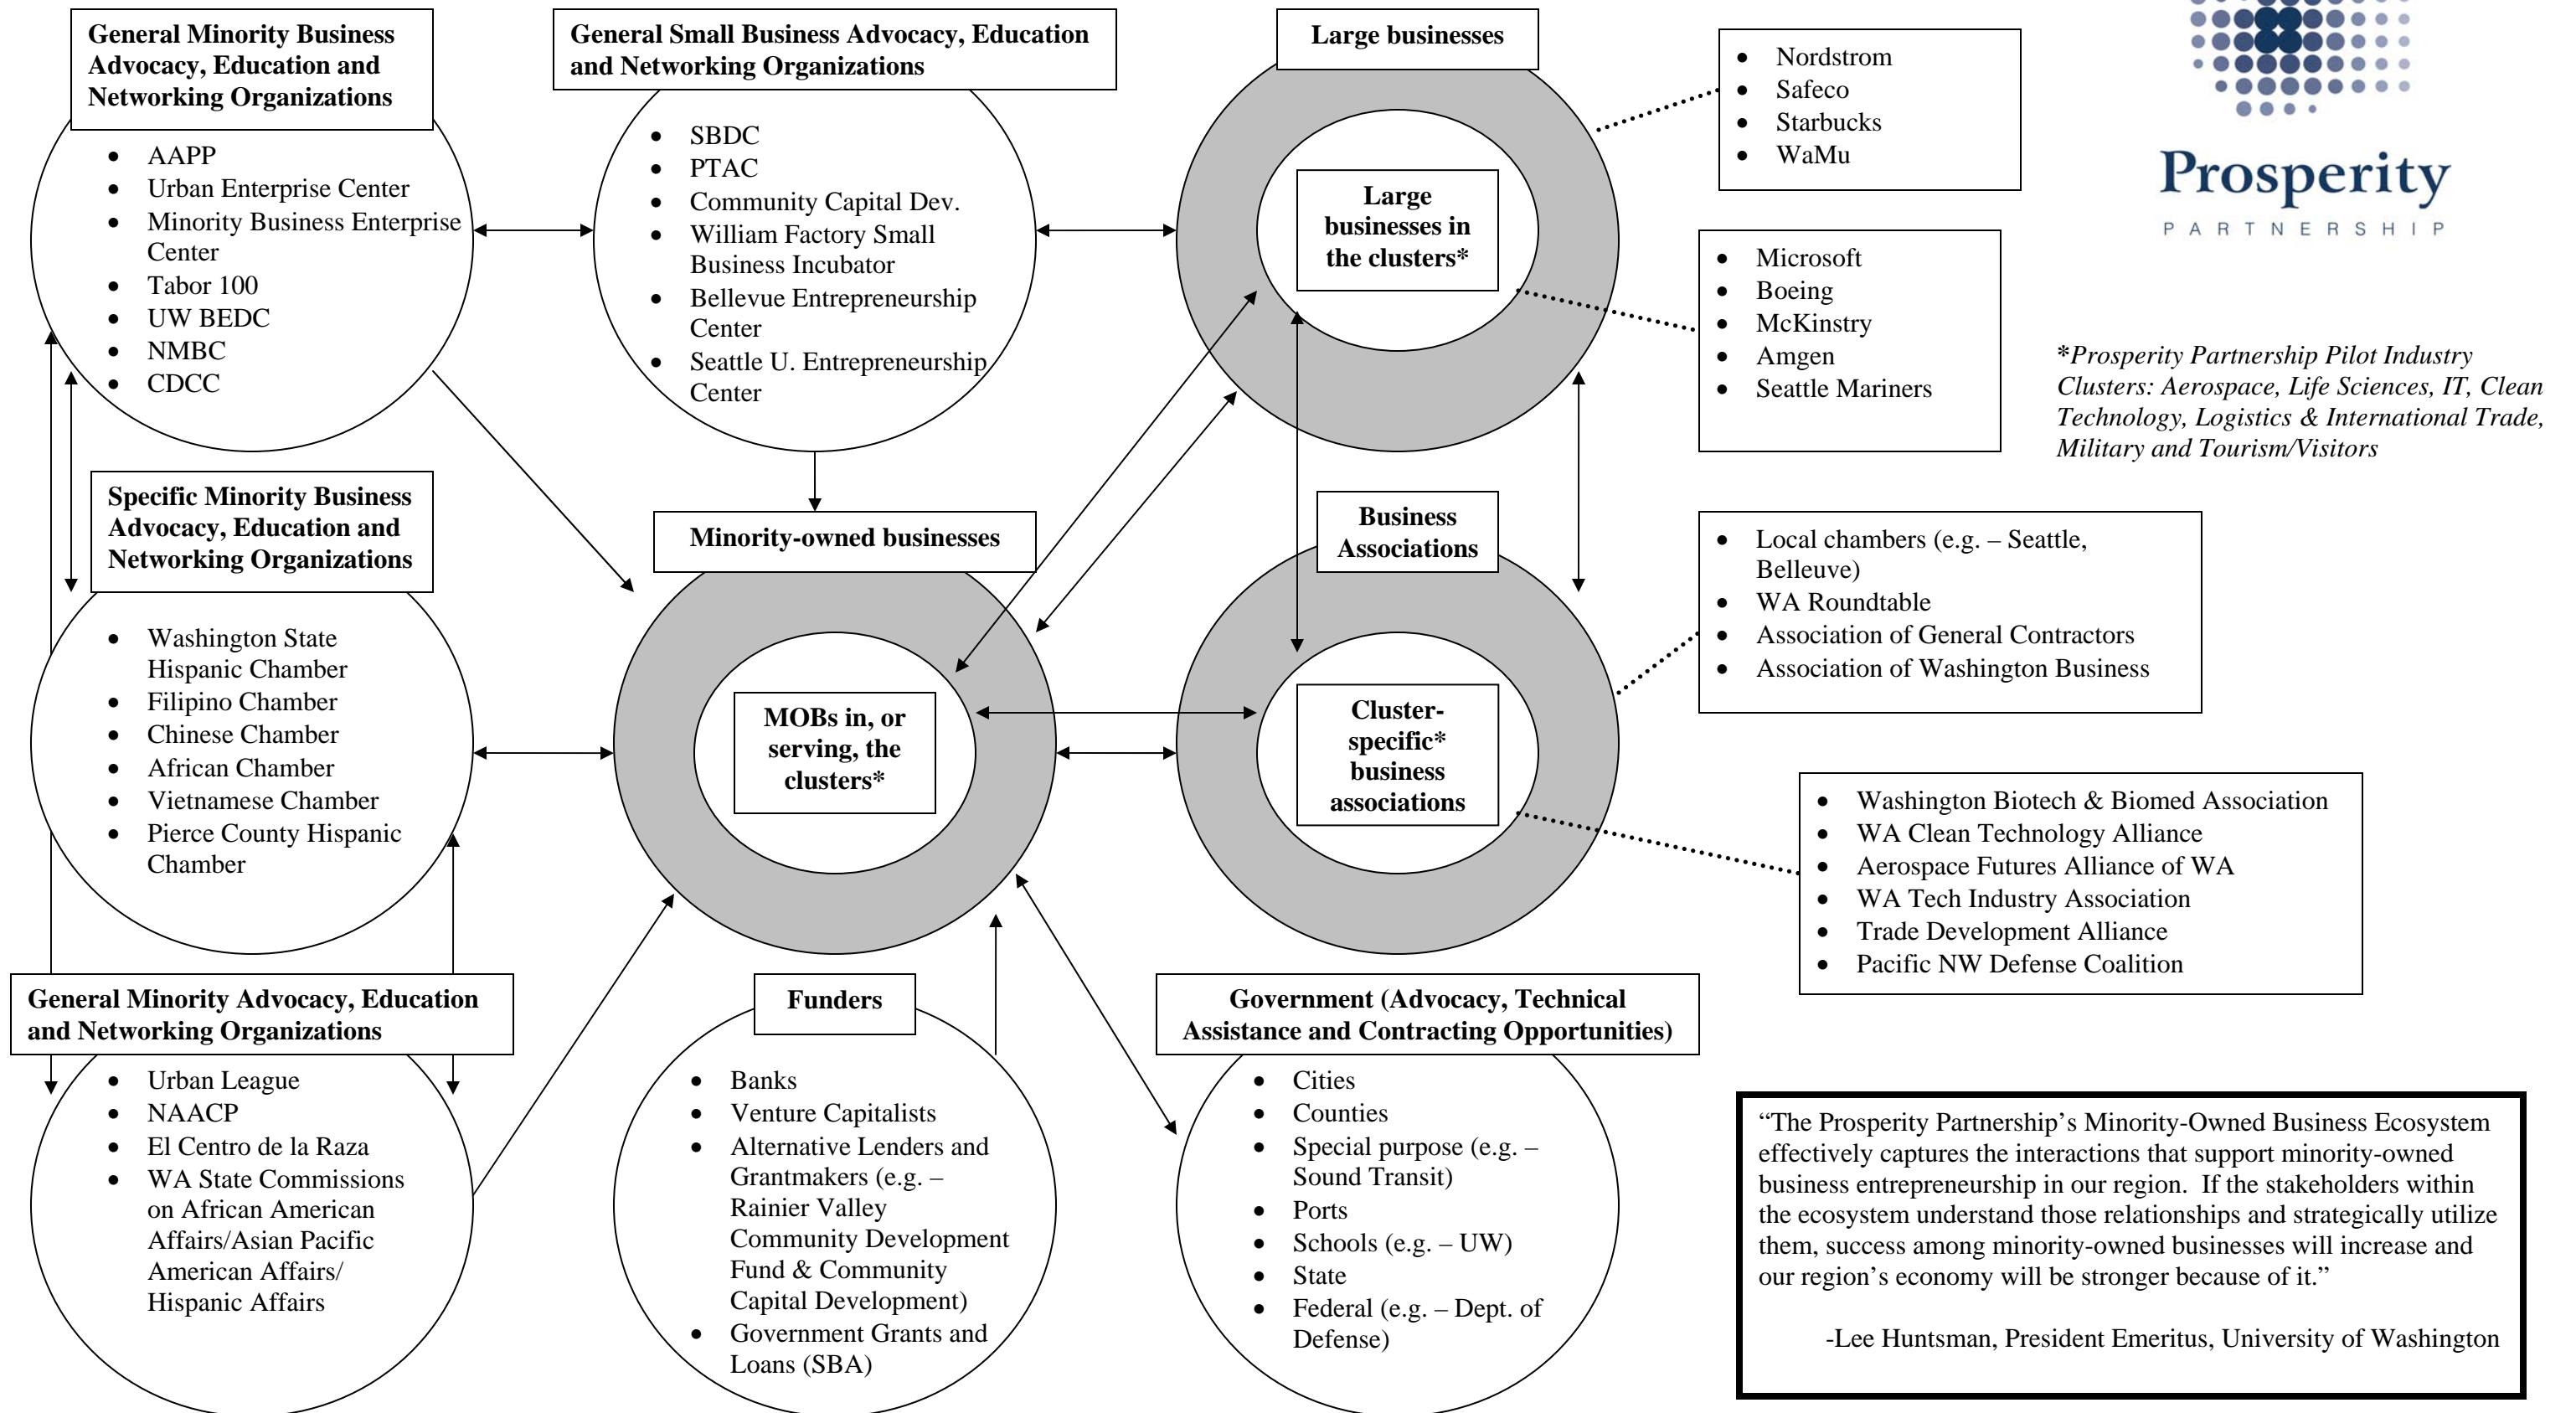 General Minority Business
Advocacy, Education and
Networking Organizations
• AAPP
• Urban Enterprise Center
• Minority Business Enterprise
Center
• Tabor 100
• UW BEDC
• NMBC
• CDCC
General Small Business Advocacy, Education
and Networking Organizations
• SBDC
• PTAC
• Community Capital Dev.
• William Factory Small
Business Incubator
• Bellevue Entrepreneurship
Center
• Seattle U. Entrepreneurship
Center
Large businesses
Large
businesses in
the clusters*
• Nordstrom
• Safeco
• Starbucks
• WaMu
• Microsoft
• Boeing
• McKinstry
• Amgen
• Seattle Mariners
Prosperity
PARTNERSHIP
*Prosperity Partnership Pilot Industry
Clusters: Aerospace, Life Sciences, IT, Clean
Technology, Logistics & International Trade,
Military and Tourism/Visitors
Specific Minority Business
Advocacy, Education and
Networking Organizations
• Washington State
Hispanic Chamber
• Filipino Chamber
• Chinese Chamber
• African Chamber
• Vietnamese Chamber
• Pierce County Hispanic
Chamber
Minority-owned businesses
MOBs in, or
serving, the
clusters*
Business
Associations
Cluster-
specific*
business
associations
• Local chambers (e.g. – Seattle,
Belleuve)
• WA Roundtable
• Association of General Contractors
• Association of Washington Business
• Washington Biotech & Biomed Association
• WA Clean Technology Alliance
• Aerospace Futures Alliance of WA
• WA Tech Industry Association
• Trade Development Alliance
• Pacific NW Defense Coalition
General Minority Advocacy, Education
and Networking Organizations
• Urban League
• NAACP
• El Centro de la Raza
• WA State Commissions
on African American
Affairs/Asian Pacific
American Affairs/
Hispanic Affairs
Funders
• Banks
• Venture Capitalists
• Alternative Lenders and
Grantmakers (e.g. –
Rainier Valley
Community Development
Fund & Community
Capital Development)
• Government Grants and
Loans (SBA)
Government (Advocacy, Technical
Assistance and Contracting Opportunities)
• Cities
• Counties
• Special purpose (e.g. –
Sound Transit)
• Ports
• Schools (e.g. – UW)
• State
• Federal (e.g. – Dept. of
Defense)
“The Prosperity Partnership’s Minority-Owned Business Ecosystem
effectively captures the interactions that support minority-owned
business entrepreneurship in our region.  If the stakeholders within
the ecosystem understand those relationships and strategically utilize
them, success among minority-owned businesses will increase and
our region’s economy will be stronger because of it.”
-Lee Huntsman, President Emeritus, University of Washington